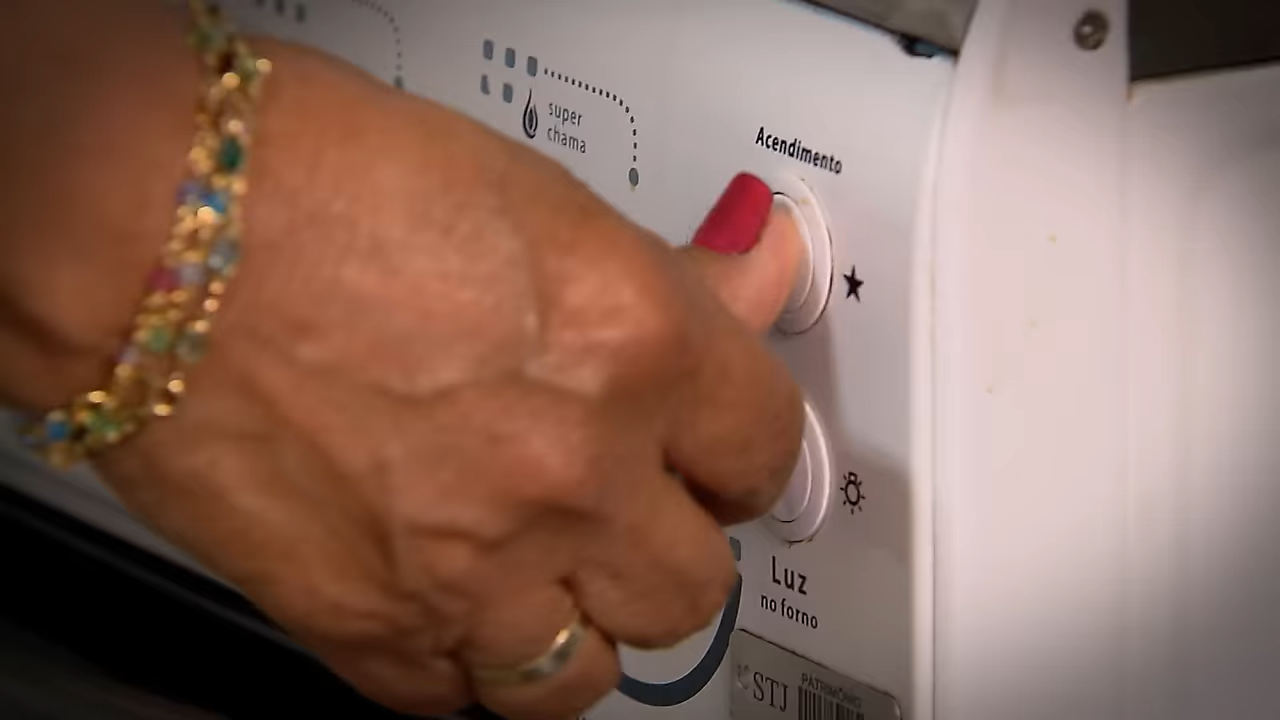 super
chama
Acendimento
Luz
no forno
STJ
PATRIMÔNIO